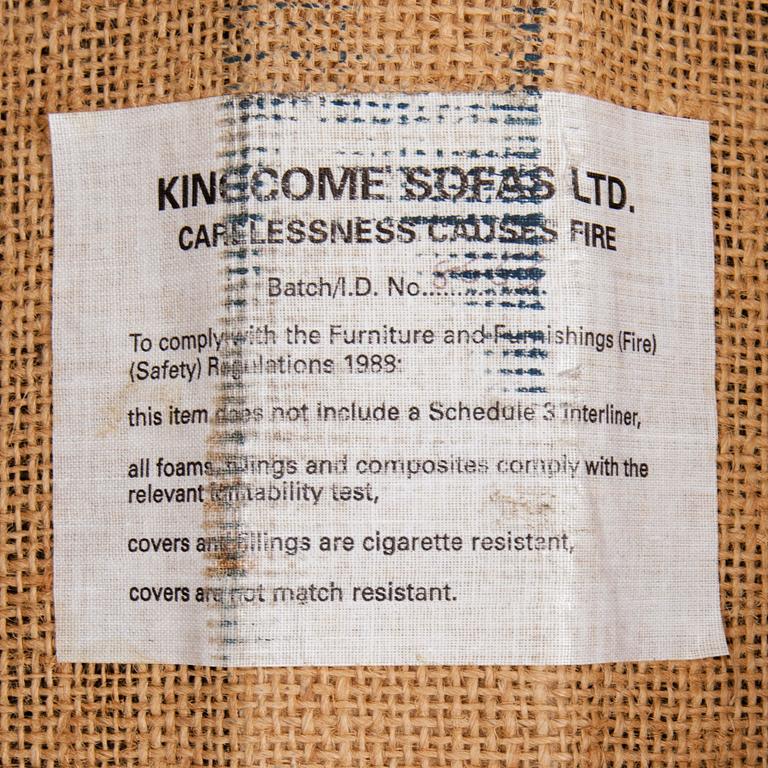 KINGCOME SOFAS LTD.
CARELESSNESS CAUSES FIRE
Batch/I.D. No..............
To comply with the Furniture and Furnishings (Fire)
(Safety) Regulations 1988:
this item does not include a Schedule 3 interliner,
all foams, fillings and composites comply with the
relevant ignitability test,
covers and fillings are cigarette resistant,
covers are not match resistant.